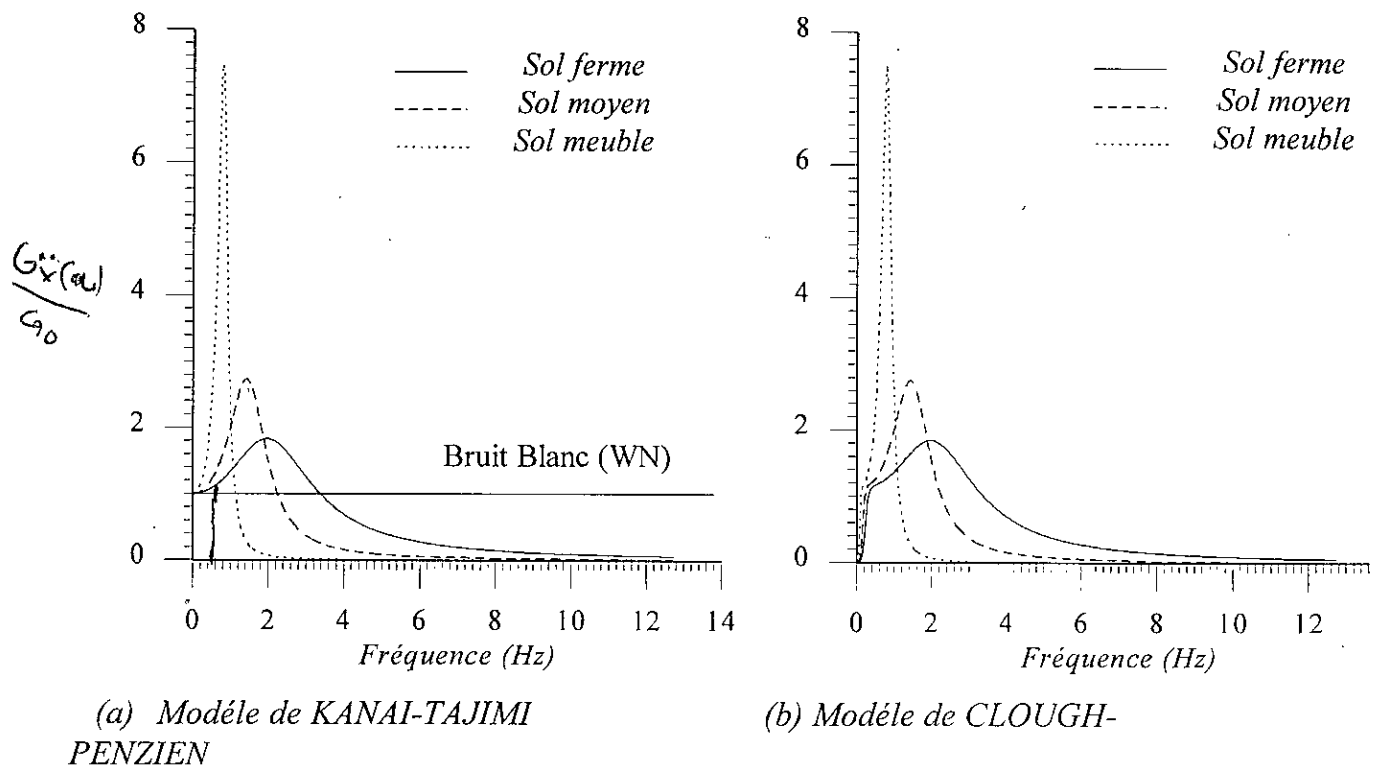 8
6
4
2
0
Sol ferme
Sol moyen
Sol meuble
Bruit Blanc (WN)
0 2 4 6 8 10 12 14
Fréquence (Hz)
8
6
4
2
0
Sol ferme
Sol moyen
Sol meuble
0 2 4 6 8 10 12
Fréquence (Hz)
(a) Modéle de KANAI-TAJIMI
(b) Modéle de CLOUGH-
PENZIEN